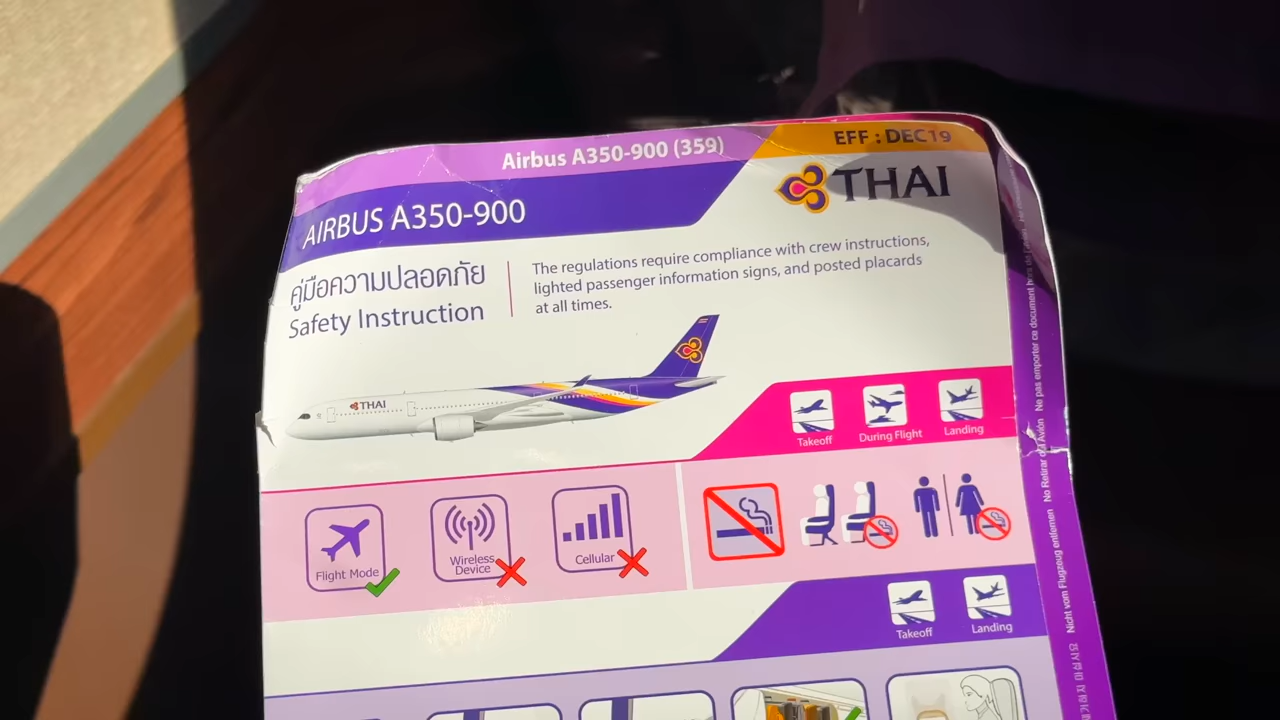 Airbus A350-900 (359)
EFF : DEC19
AIRBUS A350-900
THAI
คู่มือความปลอดภัย
Safety Instruction
The regulations require compliance with crew instructions,
lighted passenger information signs, and posted placards
at all times.
THAI
Takeoff
During Flight
Landing
Flight Mode
Wireless
Device
Cellular
Takeoff
Landing
Nicht vom Flugzeug entfernen No Retirar del Avión Ne pas emporter ce document hors de l'avion